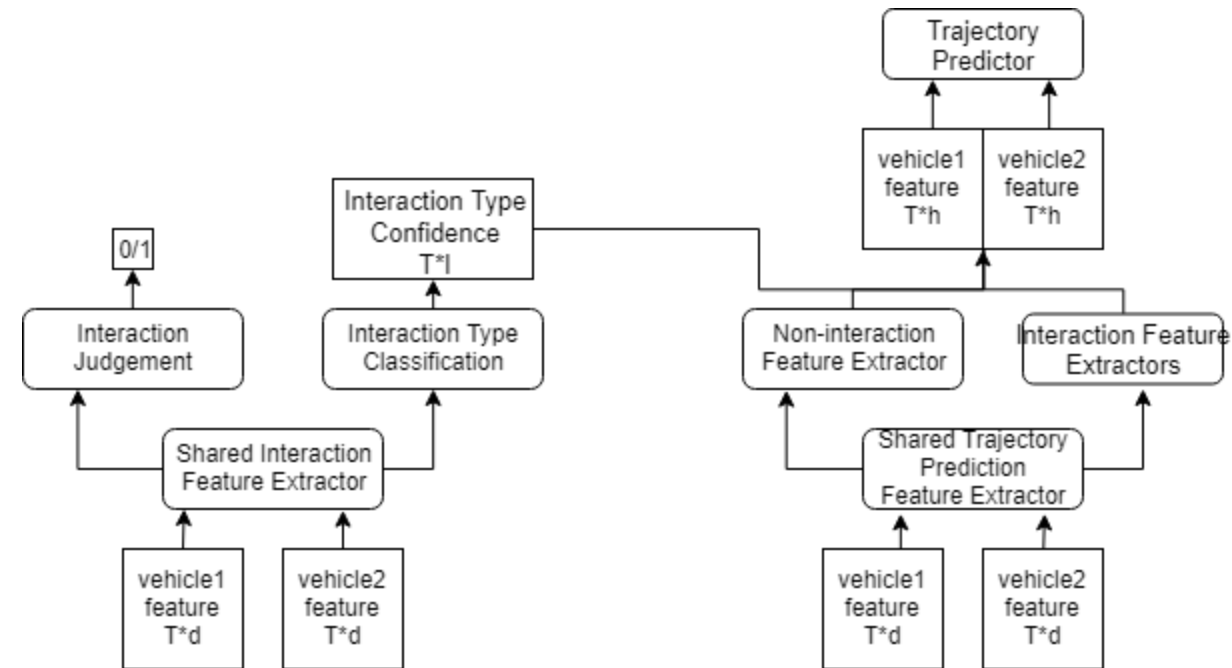 Trajectory
Predictor
vehicle1
feature
T*h
vehicle2
feature
T*h
Interaction Type
Confidence
T*l
0/1
Interaction
Judgement
Interaction Type
Classification
Non-interaction
Feature Extractor
Interaction Feature
Extractors
Shared Interaction
Feature Extractor
Shared Trajectory
Prediction
Feature Extractor
vehicle1
feature
T*d
vehicle2
feature
T*d
vehicle1
feature
T*d
vehicle2
feature
T*d